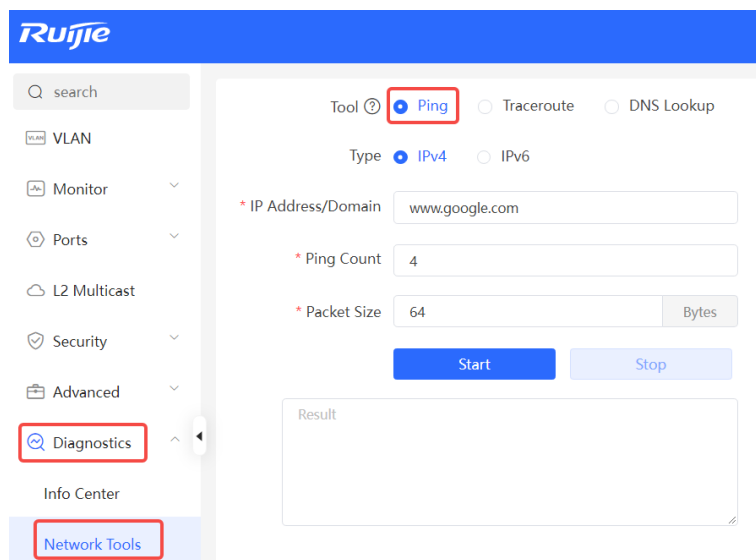 Ruijie
search
VLAN VLAN
Monitor
Ports
L2 Multicast
Security
Advanced
Diagnostics
Info Center
Network Tools
Tool ? Ping Traceroute DNS Lookup
Type IPv4 IPv6
* IP Address/Domain www.google.com
* Ping Count 4
* Packet Size 64 Bytes
Start Stop
Result